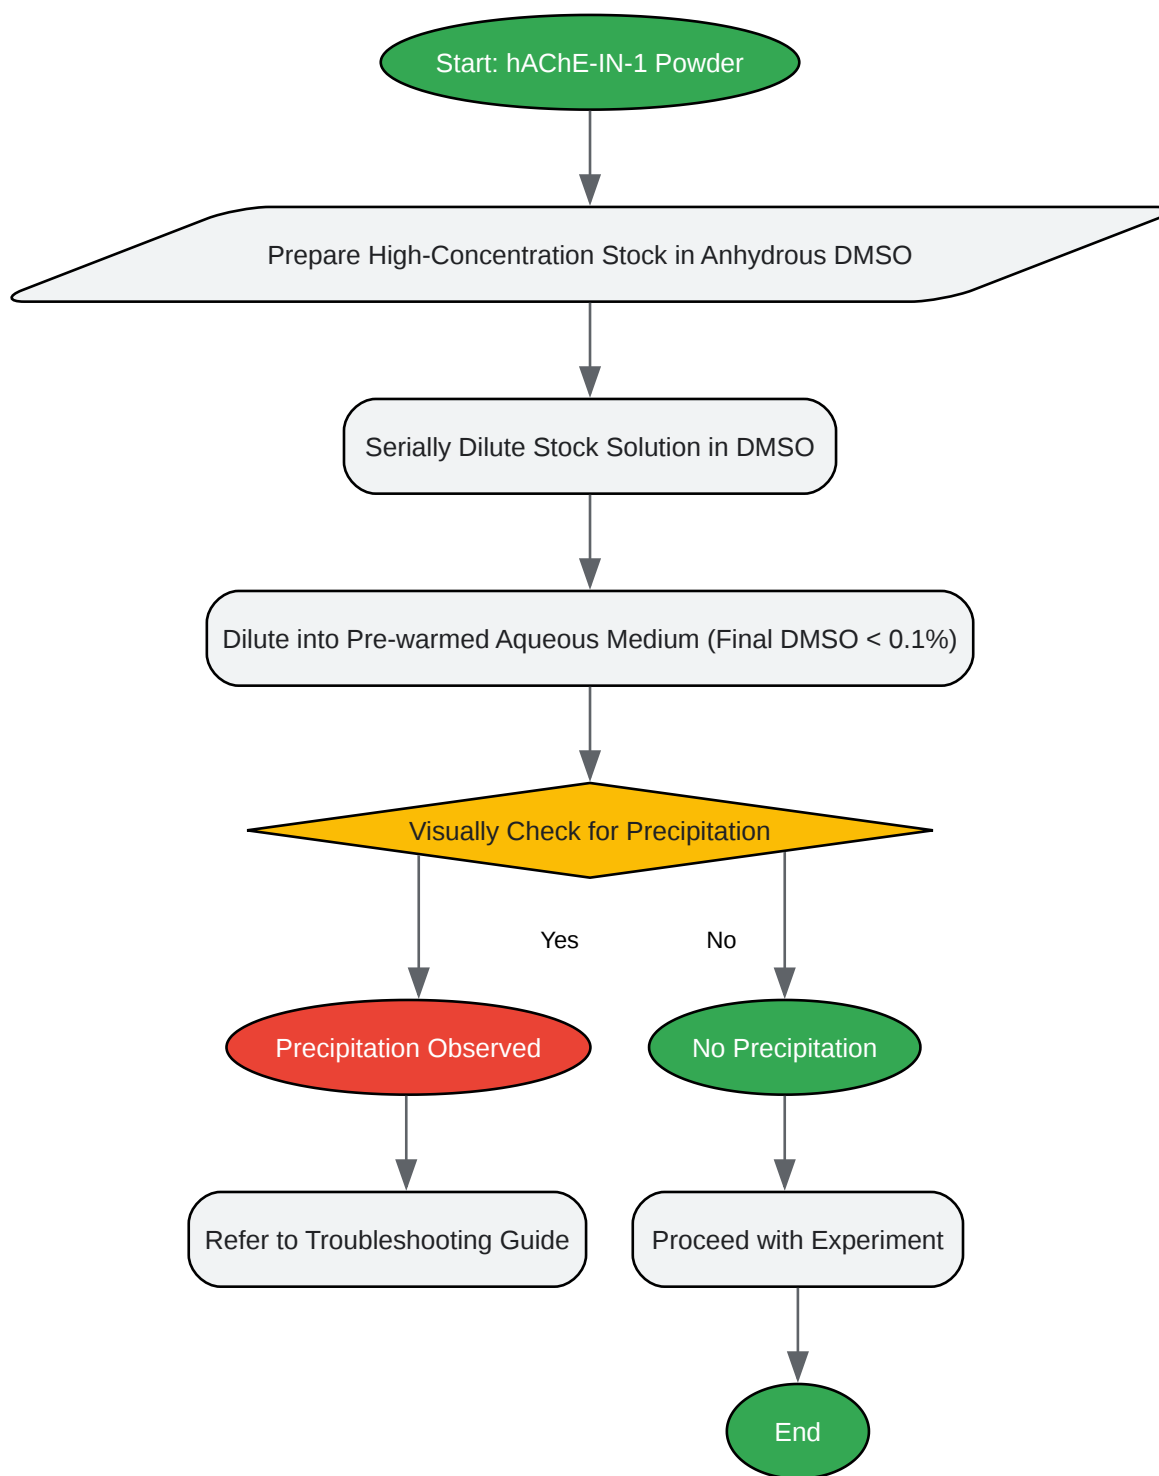 Start: hAChE-IN-1 Powder
Prepare High-Concentration Stock in Anhydrous DMSO
Serially Dilute Stock Solution in DMSO
Dilute into Pre-warmed Aqueous Medium (Final DMSO < 0.1%)
Visually Check for Precipitation
Yes
No
Precipitation Observed
No Precipitation
Refer to Troubleshooting Guide
Proceed with Experiment
End